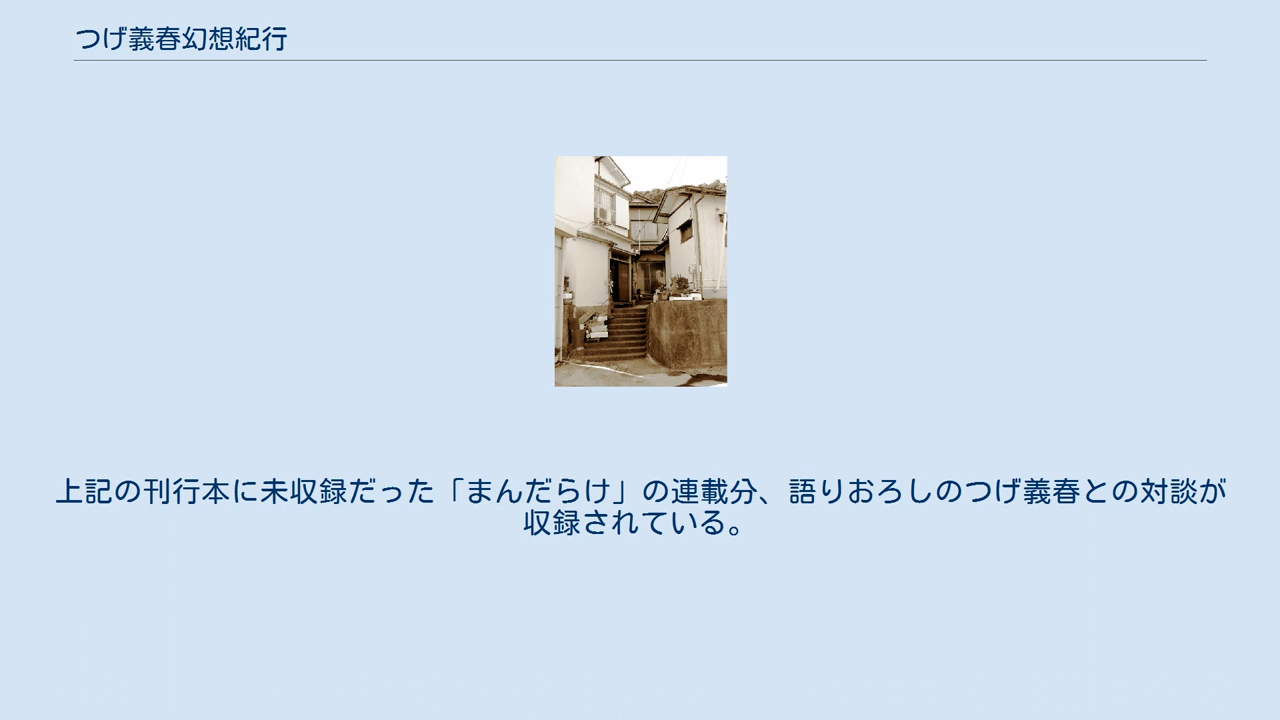 つげ義春幻想紀行
上記の刊行本に未収録だった「まんだらけ」の連載分、語りおろしのつげ義春との対談が
収録されている。